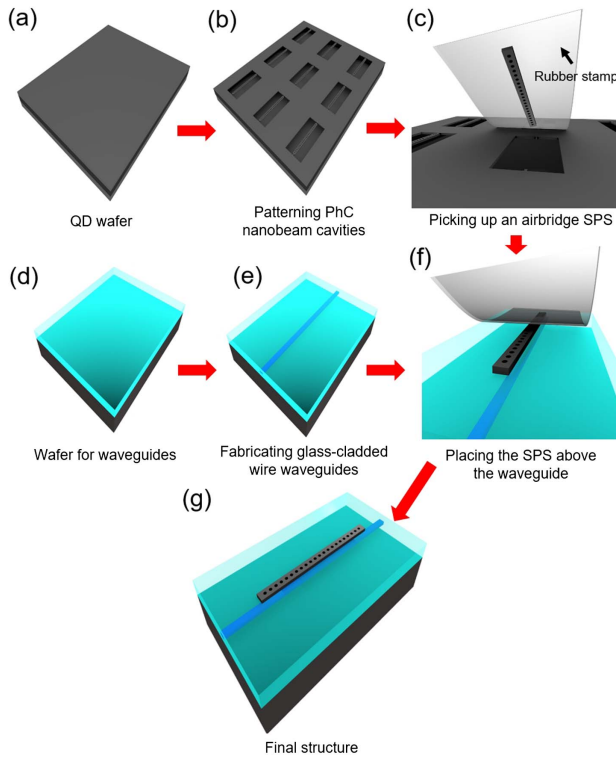 (a)
(b)
(c)
Rubber stamp
QD wafer
Patterning PhC
nanobeam cavities
Picking up an airbridge SPS
(d)
(e)
(f)
Wafer for waveguides
Fabricating glass-cladded
wire waveguides
Placing the SPS above
the waveguide
(g)
Final structure